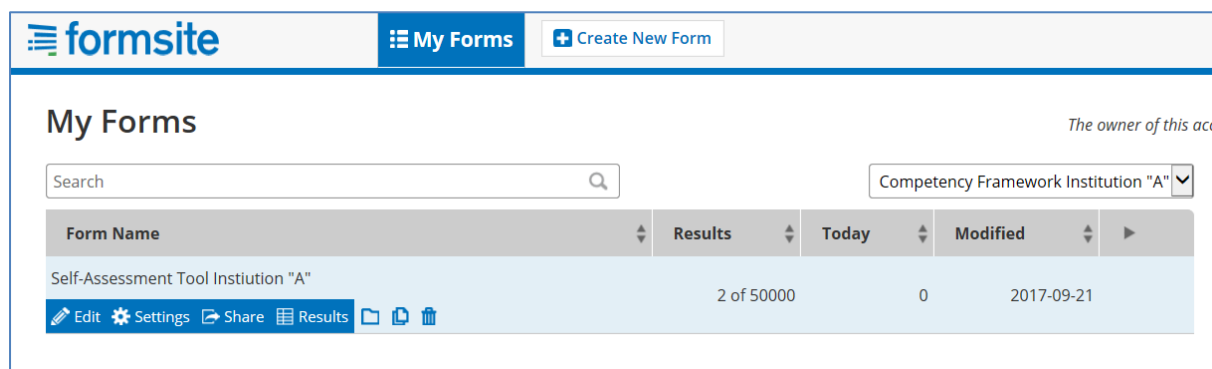 formsite My Forms Create New Form
My Forms
The owner of this acc
Search Competency Framework Institution "A"
Form Name Results Today Modified
Self-Assessment Tool Instiution "A"
2 of 50000 0 2017-09-21
Edit Settings Share Results